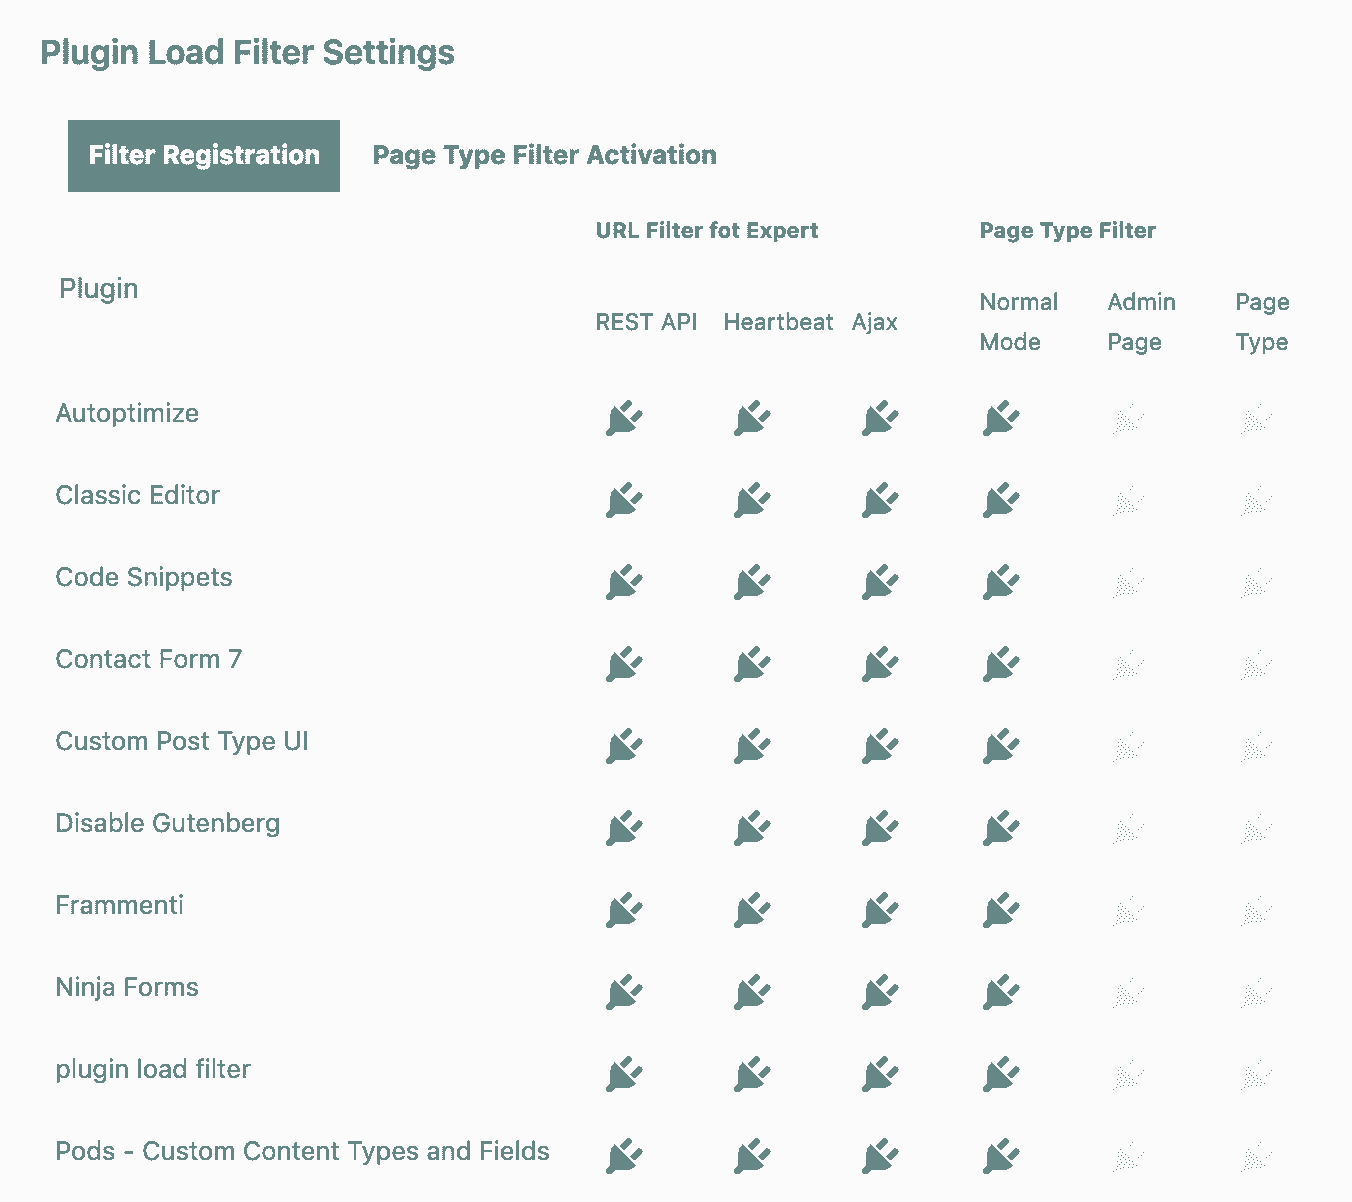 Plugin Load Filter Settings
Filter Registration
Page Type Filter Activation
URL Filter fot Expert
Page Type Filter
Plugin
REST API
Heartbeat
Ajax
Normal
Mode
Admin
Page
Page
Type
Autoptimize
Classic Editor
Code Snippets
Contact Form 7
Custom Post Type UI
Disable Gutenberg
Frammenti
Ninja Forms
plugin load filter
Pods - Custom Content Types and Fields